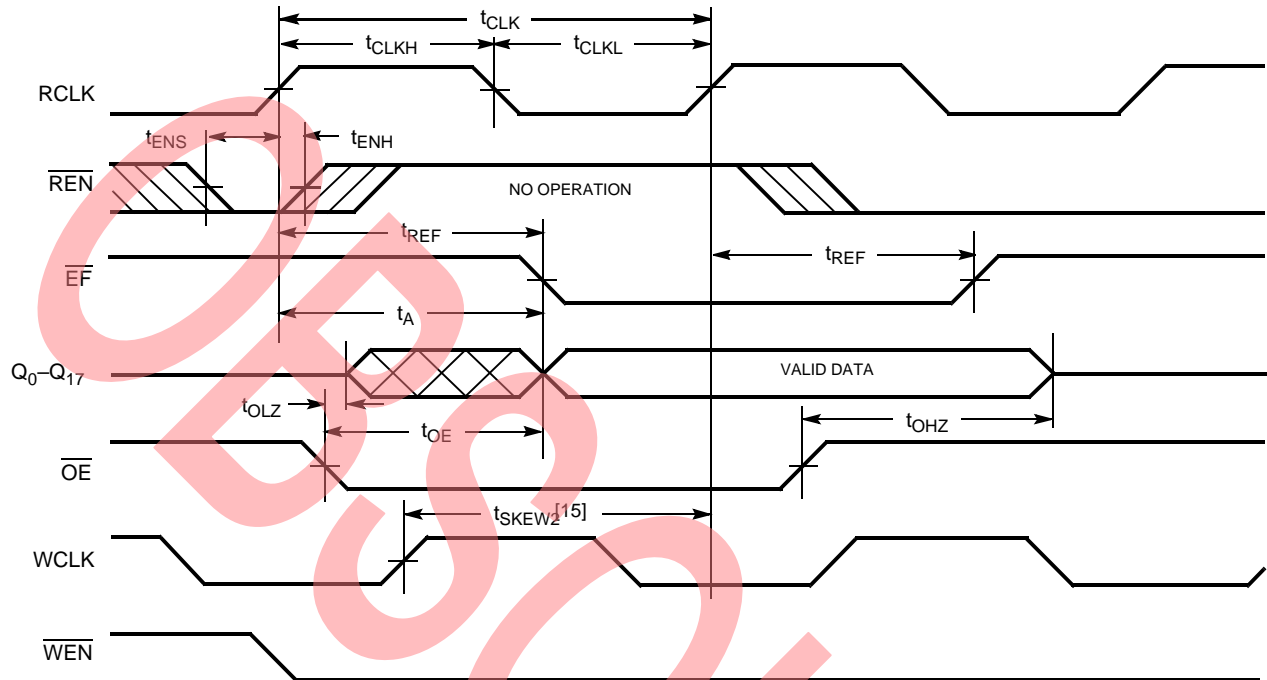 tCLK
tCLKH
tCLKL
RCLK
tENS
tENH
REN
NO OPERATION
tREF
tREF
EF
tA
Q0–Q17
VALID DATA
tOLZ
tOE
tOHZ
OE
tSKEW2[15]
WCLK
WEN
OBSO